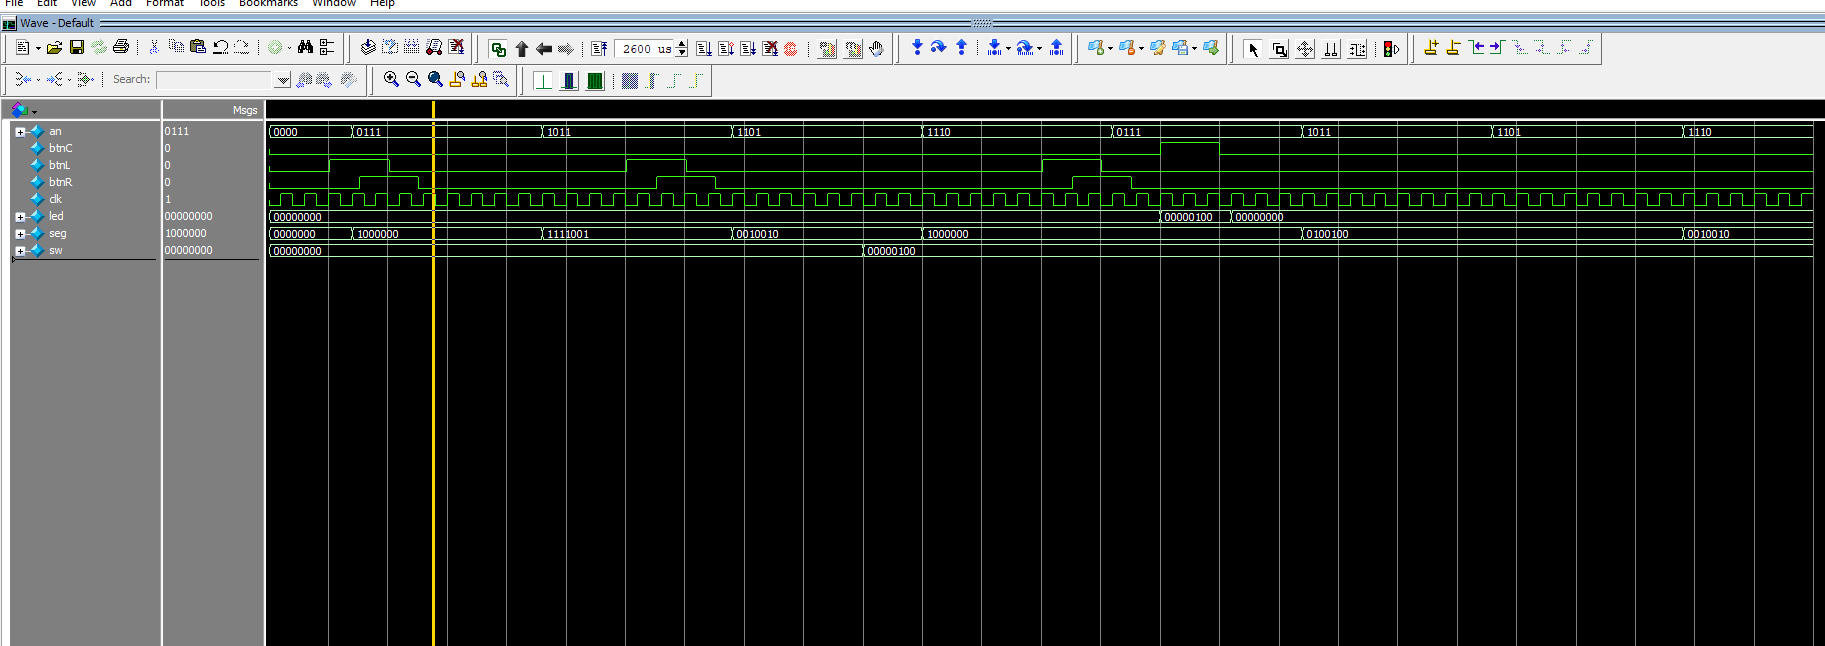 File Edit View Add Format Tools Bookmarks Window Help
Wave - Default
2600 us
Search:
Msgs
an 0111 0000 0111 1011 1101 1110 0111 1011 1101 1110
btnC 0
btnL 0
btnR 0
clk 1
led 00000000 00000000 00000100 00000000
seg 1000000 0000000 1000000 1111001 0010010 1000000 0100100 0010010
sw 00000000 00000000 00000100